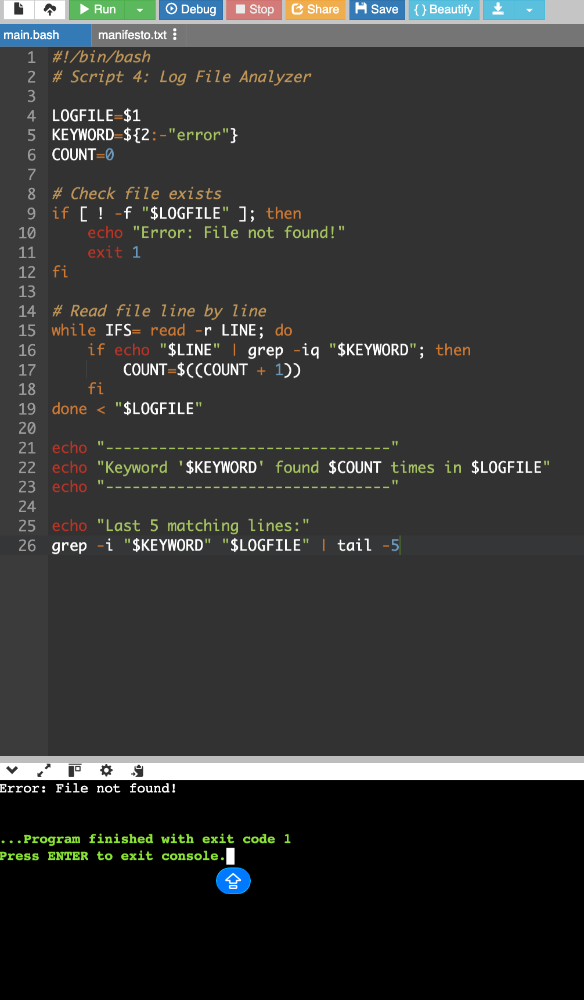 Run Debug Stop Share Save { } Beautify
main.bash manifesto.txt
1 #!/bin/bash
2 # Script 4: Log File Analyzer
3
4 LOGFILE=$1
5 KEYWORD=${2:-"error"}
6 COUNT=0
7
8 # Check file exists
9 if [ ! -f "$LOGFILE" ]; then
10     echo "Error: File not found!"
11     exit 1
12 fi
13
14 # Read file line by line
15 while IFS= read -r LINE; do
16     if echo "$LINE" | grep -iq "$KEYWORD"; then
17         COUNT=$((COUNT + 1))
18     fi
19 done < "$LOGFILE"
20
21 echo "--------------------------------"
22 echo "Keyword '$KEYWORD' found $COUNT times in $LOGFILE"
23 echo "--------------------------------"
24
25 echo "Last 5 matching lines:"
26 grep -i "$KEYWORD" "$LOGFILE" | tail -5
Error: File not found!
...Program finished with exit code 1
Press ENTER to exit console.